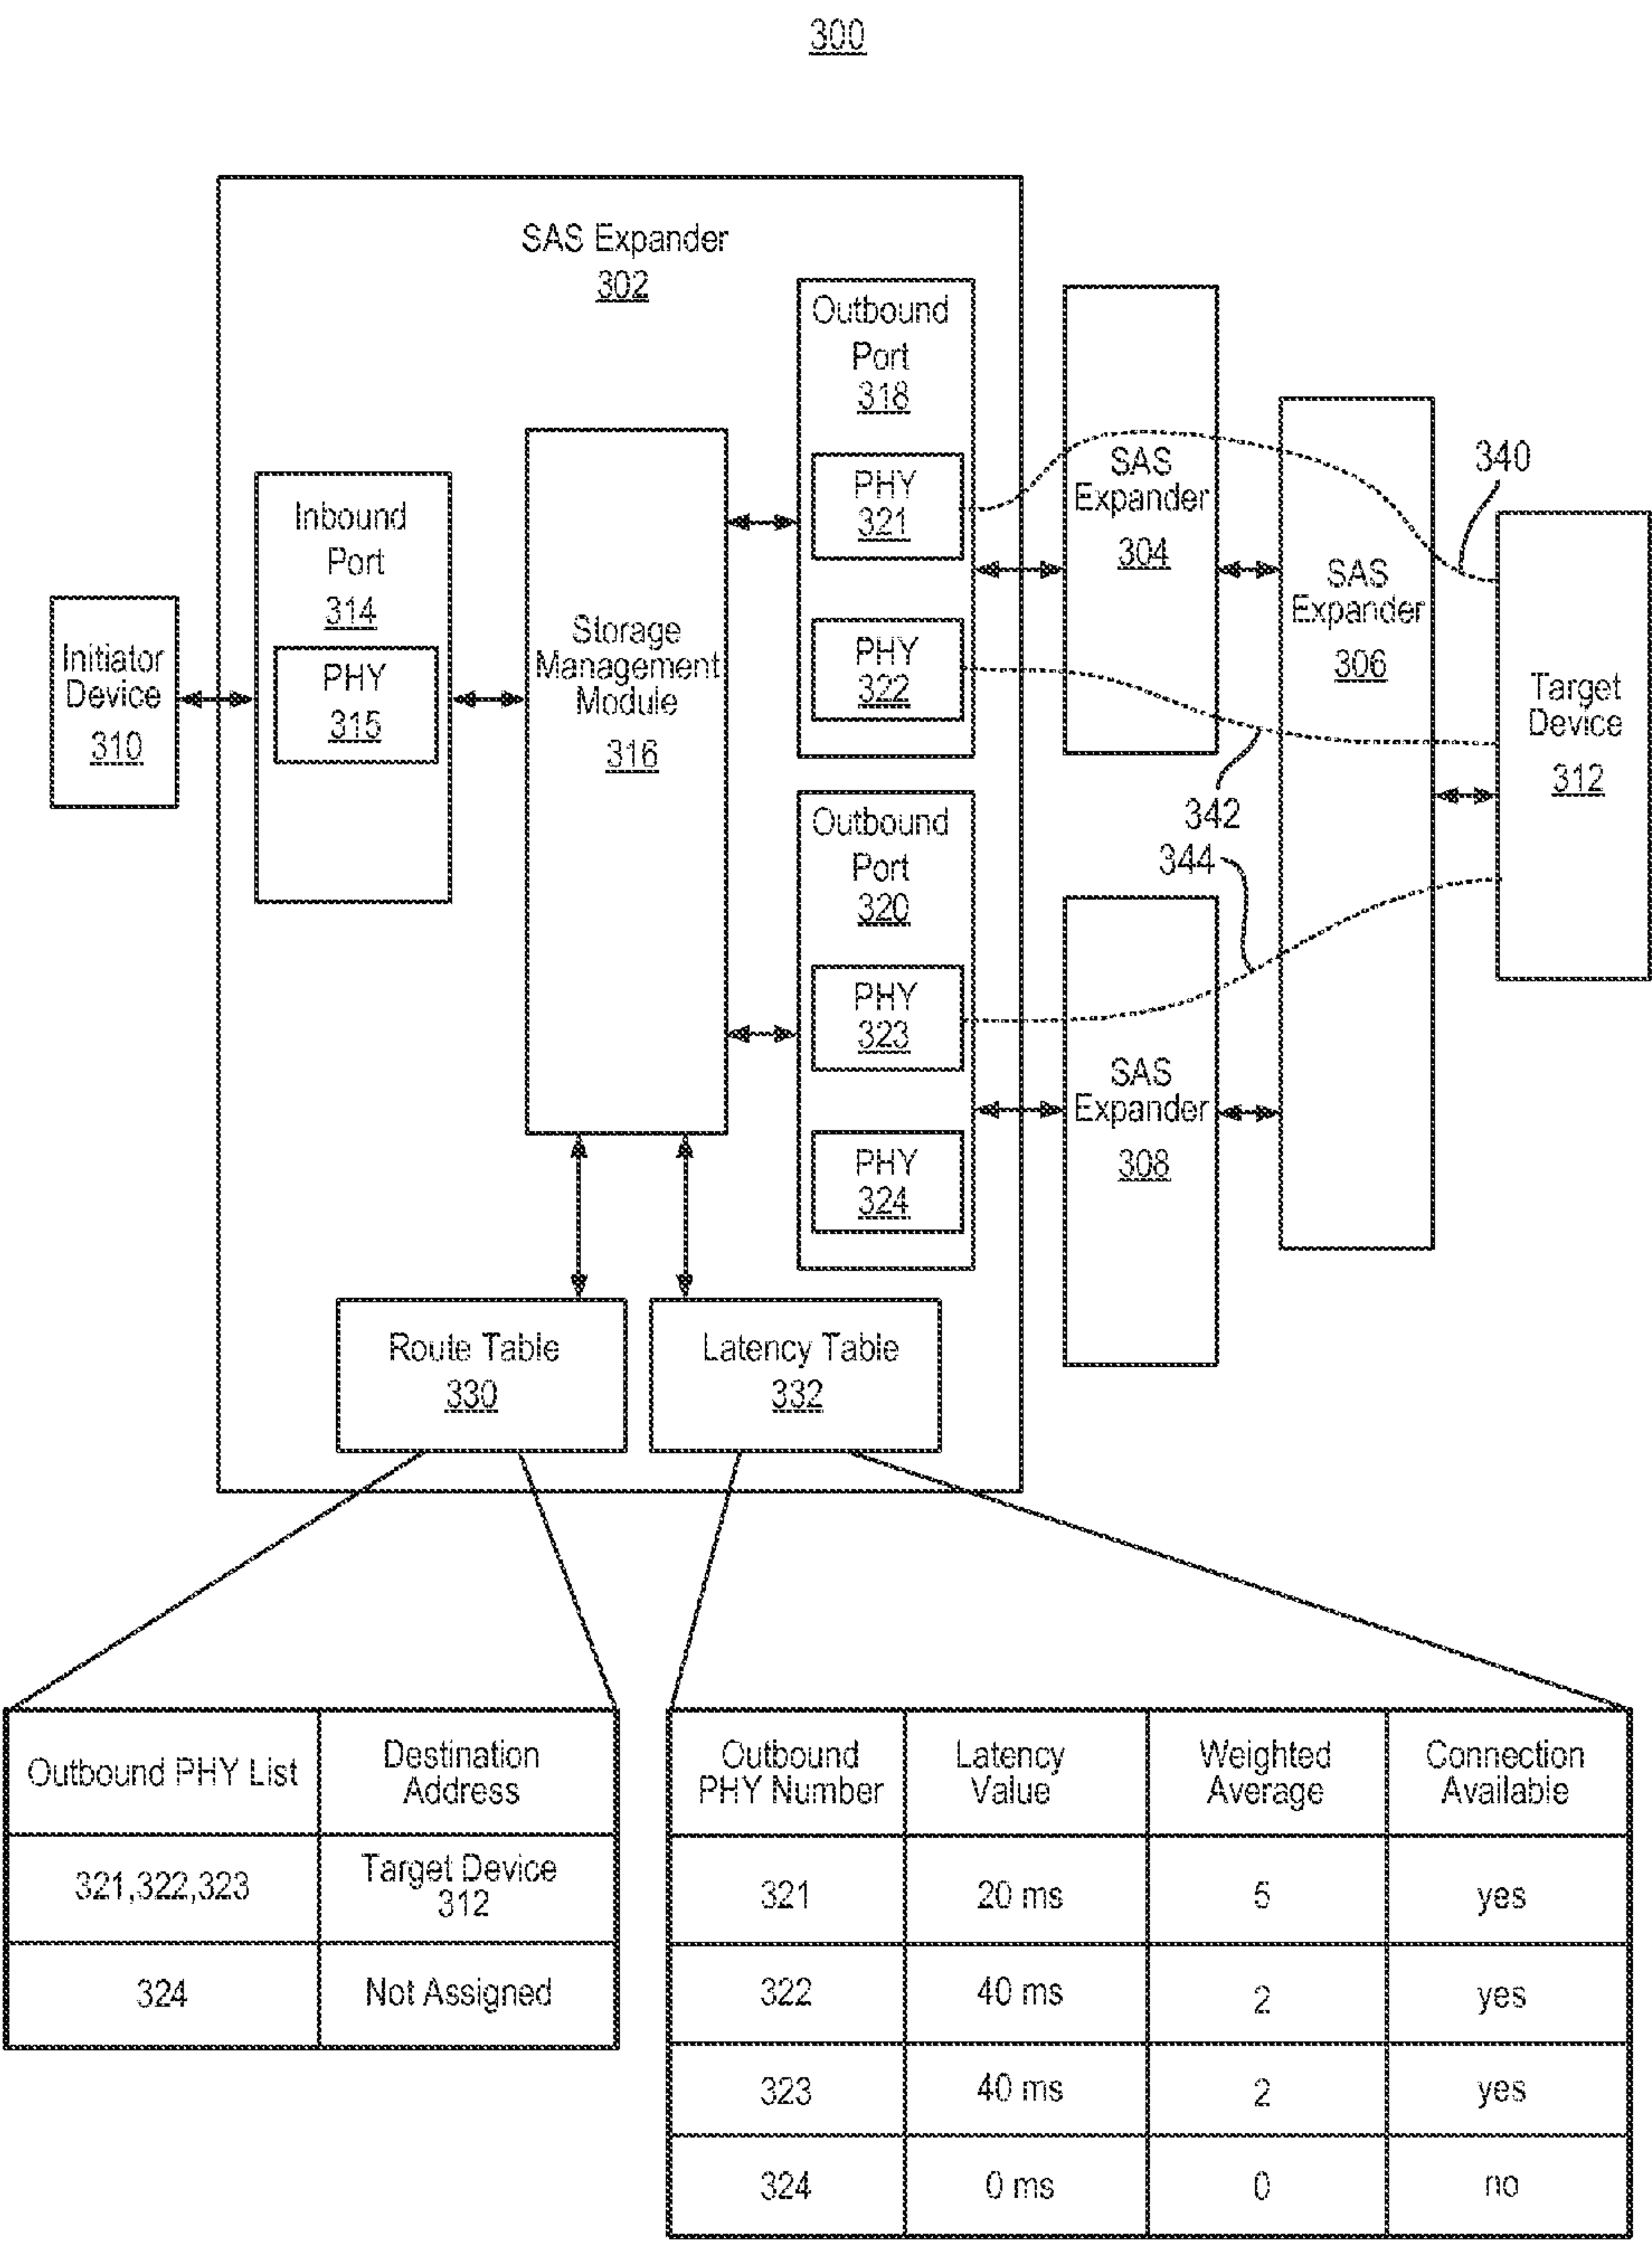 300
SAS Expander
302
Outbound
Port
318
PHY
321
PHY
322
SAS
Expander
304
340
SAS
Expander
306
Inbound
Port
314
PHY
315
Initiator
Device
310
Storage
Management
Module
316
Target
Device
312
342
344
Outbound
Port
320
PHY
323
PHY
324
SAS
Expander
308
Route Table
330
Latency Table
332
Outbound PHY List
Destination
Address
321,322,323
Target Device
312
324
Not Assigned
Outbound
PHY Number
Latency
Value
Weighted
Average
Connection
Available
321
20 ms
5
yes
322
40 ms
2
yes
323
40 ms
2
yes
324
0 ms
0
no